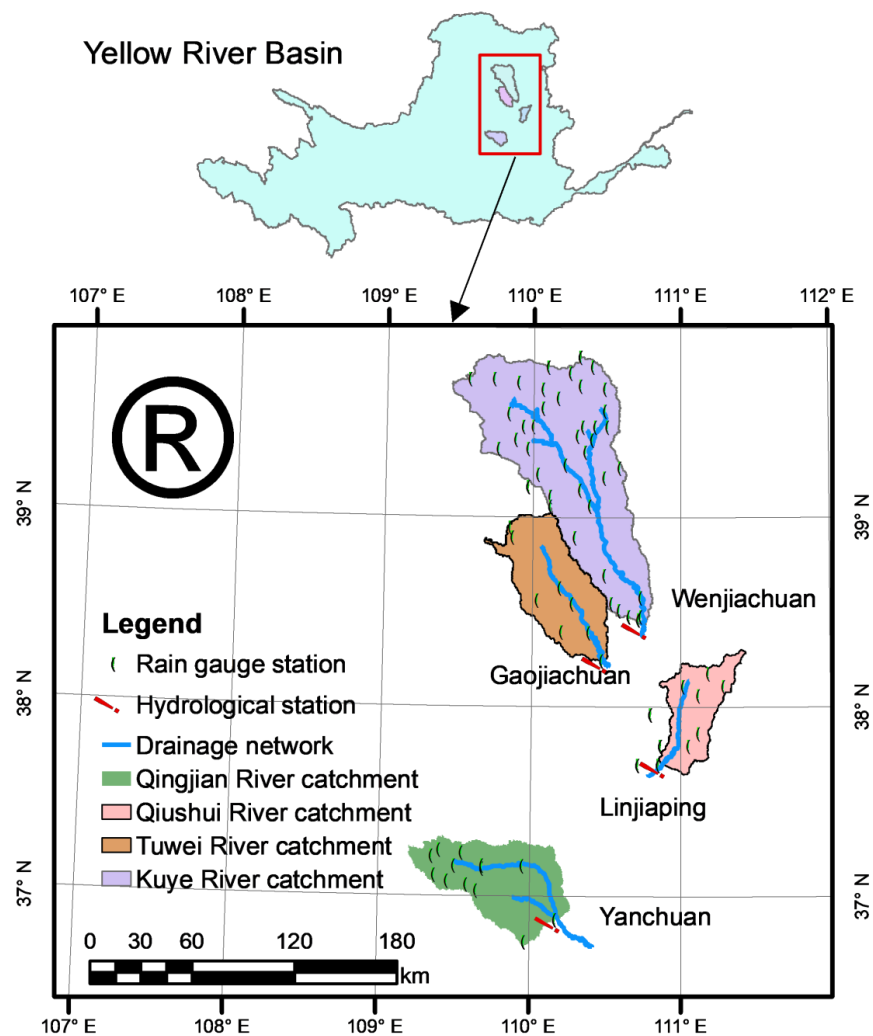 Yellow River Basin
107° E 108° E 109° E 110° E 111° E 112° E
R
39° N 39° N
Wenjiachuan
Legend
Rain gauge station
Gaojiachuan
Hydrological station
38° N 38° N
Drainage network
Qingjian River catchment
Qiushui River catchment
Linjiaping
Tuwei River catchment
Kuye River catchment
37° N 37° N
Yanchuan
0 30 60 120 180
km
107° E 108° E 109° E 110° E 111° E